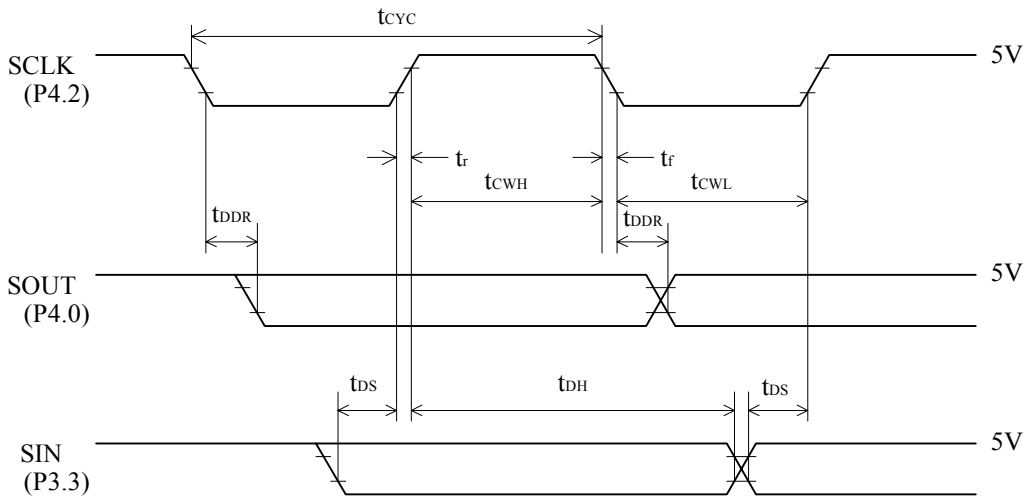 tCYC
SCLK
(P4.2)
5V
tr
tf
tCWH
tCWL
tDDR
tDDR
SOUT
(P4.0)
5V
tDS
tDH
tDS
SIN
(P3.3)
5V